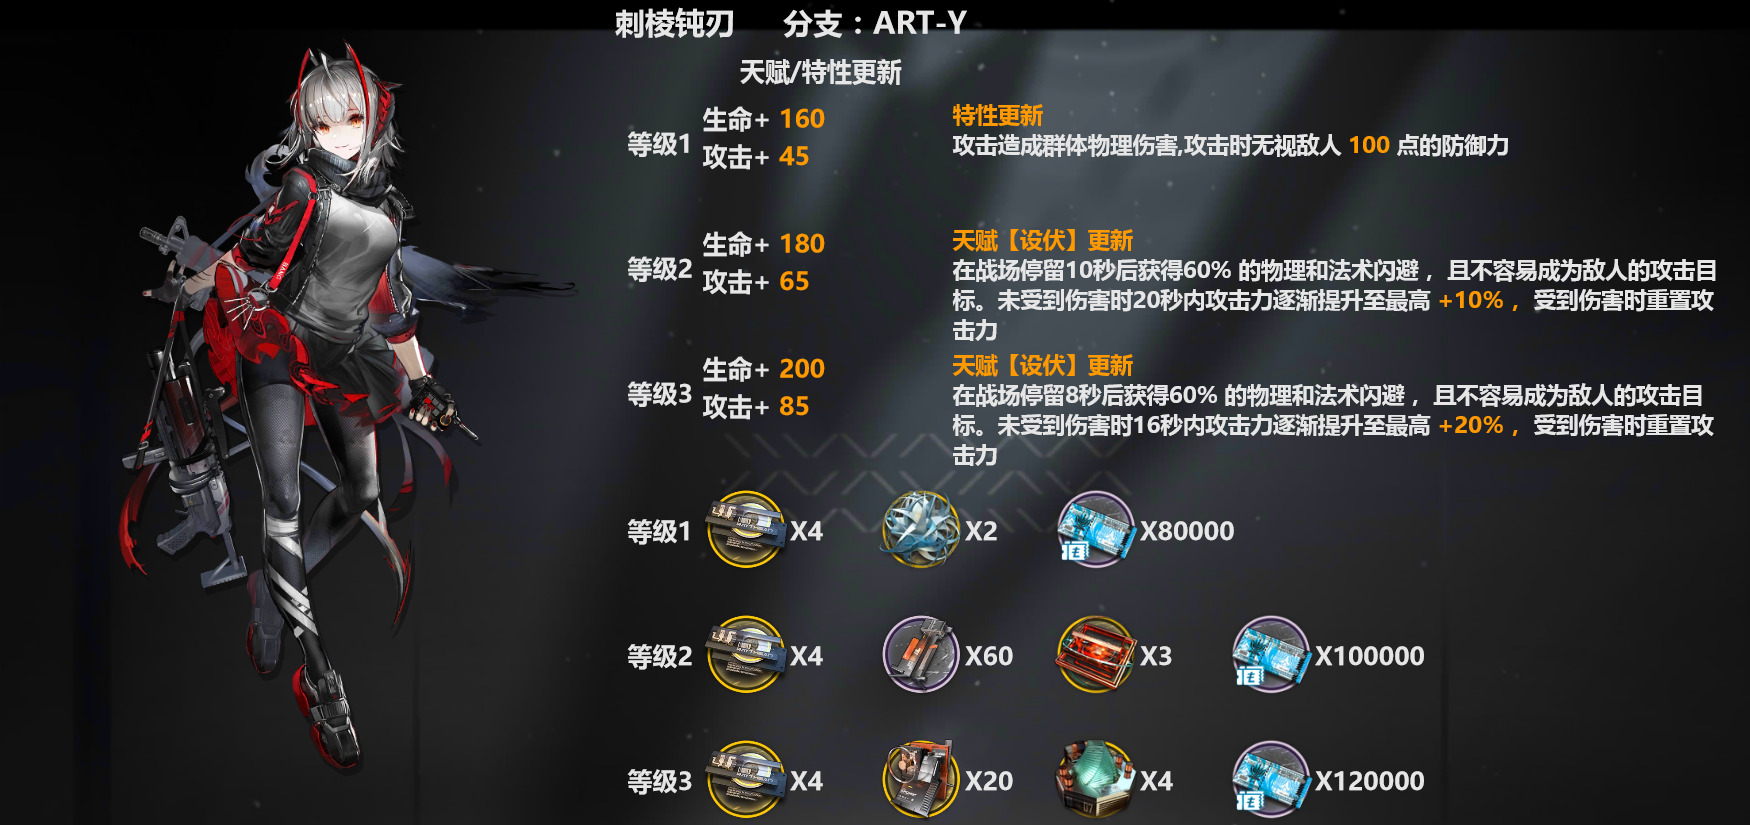 刺棱钝刃 分支：ART-Y
天赋/特性更新
等级1
生命+ 160
攻击+ 45
特性更新
攻击造成群体物理伤害,攻击时无视敌人 100 点的防御力
等级2
生命+ 180
攻击+ 65
天赋【设伏】更新
在战场停留10秒后获得60% 的物理和法术闪避，且不容易成为敌人的攻击目
标。未受到伤害时20秒内攻击力逐渐提升至最高 +10%，受到伤害时重置攻
击力
等级3
生命+ 200
攻击+ 85
天赋【设伏】更新
在战场停留8秒后获得60% 的物理和法术闪避，且不容易成为敌人的攻击目
标。未受到伤害时16秒内攻击力逐渐提升至最高 +20%，受到伤害时重置攻
击力
等级1 X4 X2 X80000
等级2 X4 X60 X3 X100000
等级3 X4 X20 X4 X120000